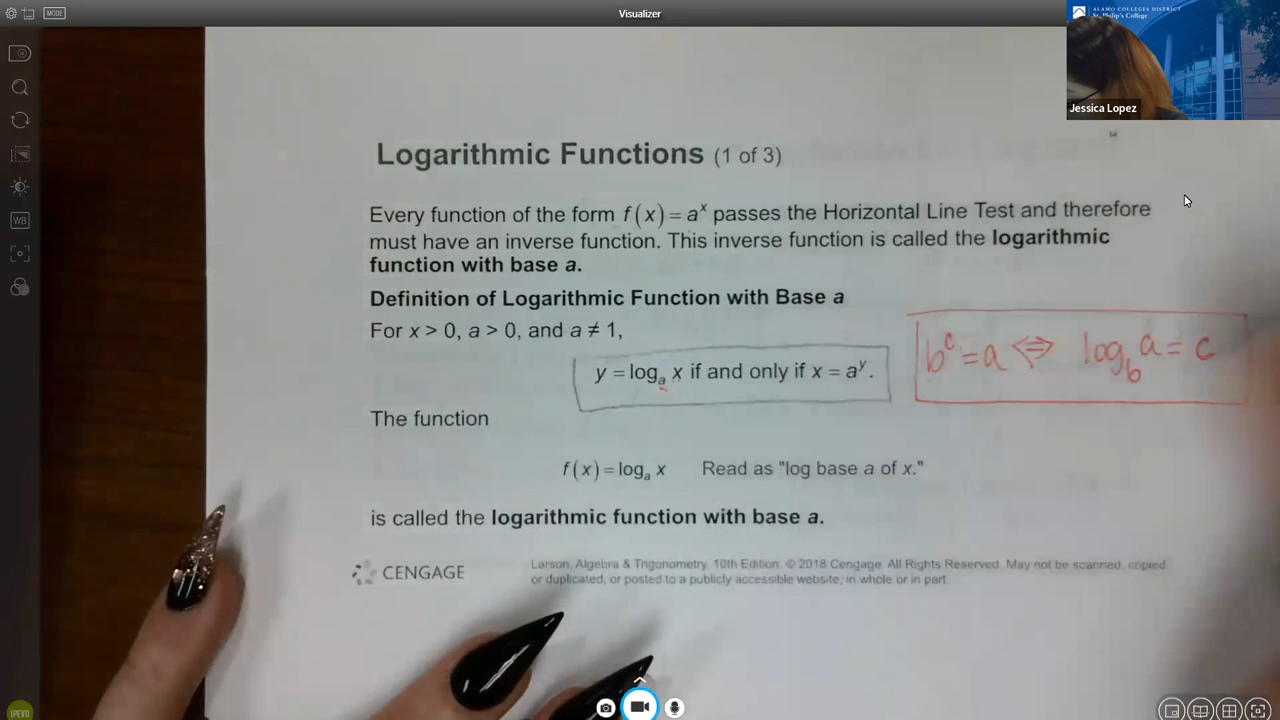 MODE
Visualizer
ALAMO COLLEGES DISTRICT
St. Philip's College
Jessica Lopez
Logarithmic Functions (1 of 3)
Every function of the form f(x) = aˣ passes the Horizontal Line Test and therefore
must have an inverse function. This inverse function is called the logarithmic
function with base a.
Definition of Logarithmic Function with Base a
For x > 0, a > 0, and a ≠ 1,
y = logₐ x if and only if x = aʸ.
b^c = a ⇔ log_b a = c
The function
f(x) = logₐ x Read as "log base a of x."
is called the logarithmic function with base a.
CENGAGE
Larson, Algebra & Trigonometry, 10th Edition. © 2018 Cengage. All Rights Reserved. May not be scanned, copied
or duplicated, or posted to a publicly accessible website, in whole or in part.
WB
IPEVO